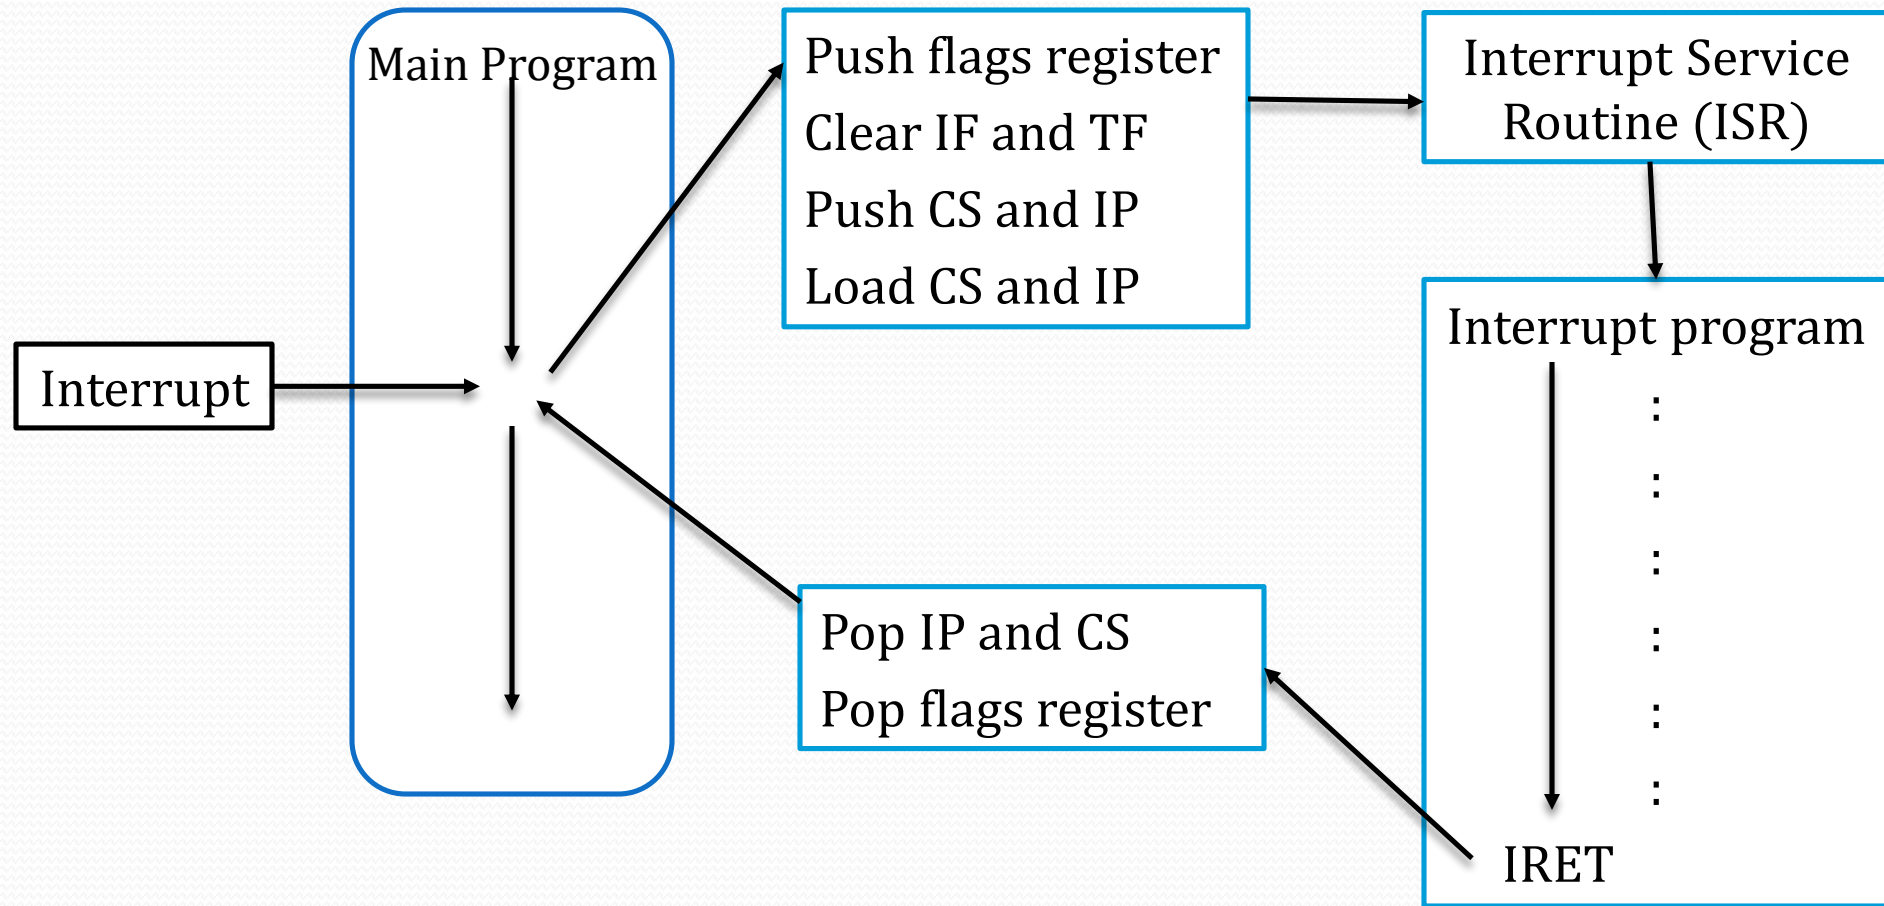 Main Program
Interrupt
Push flags register
Clear IF and TF
Push CS and IP
Load CS and IP
Interrupt Service
Routine (ISR)
Interrupt program
:
:
:
:
:
:
IRET
Pop IP and CS
Pop flags register